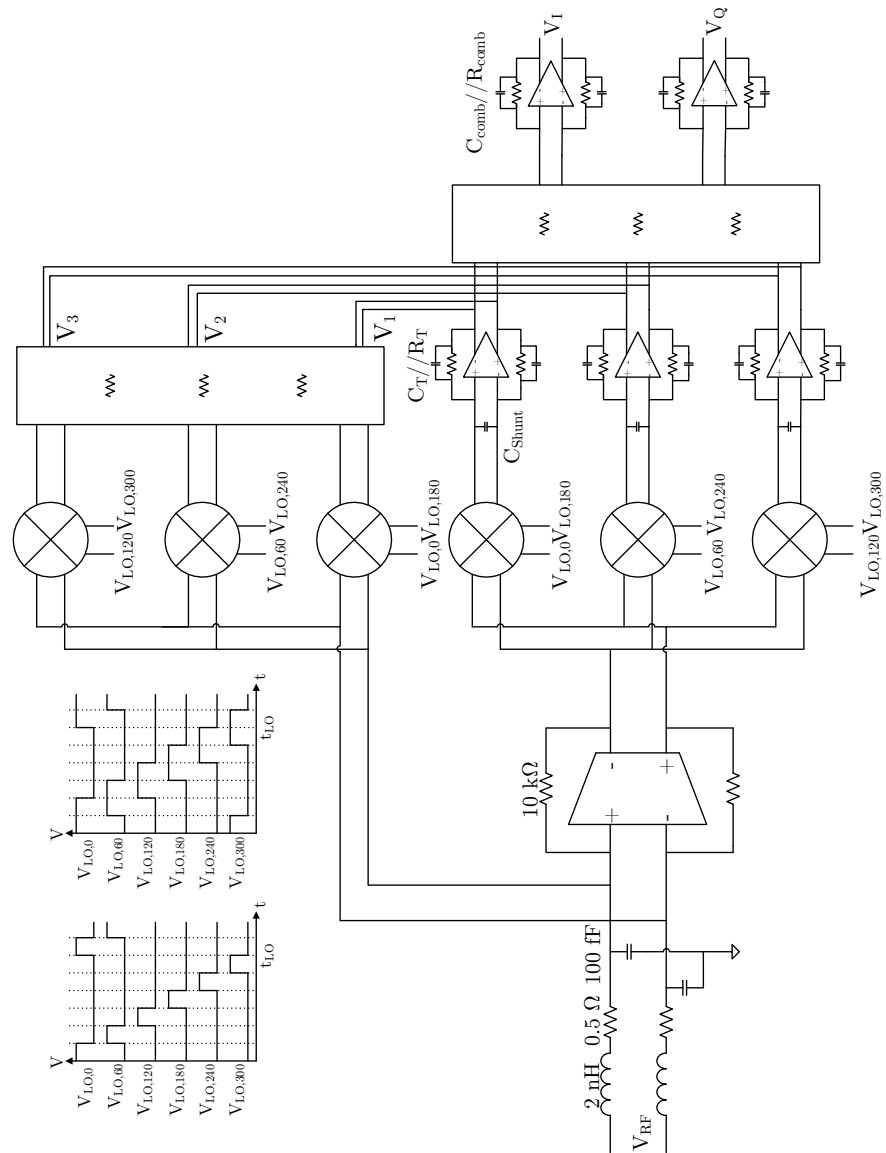 V
V_LO,0
V_LO,60
V_LO,120
V_LO,180
V_LO,240
V_LO,300
t
t_LO
V
V_LO,0
V_LO,60
V_LO,120
V_LO,180
V_LO,240
V_LO,300
t
t_LO
V_LO,120 V_LO,300
V_LO,60 V_LO,240
V_LO,0 V_LO,180
V_3
V_2
V_1
V_RF
2 nH 0.5 Ω 100 fF
10 kΩ
+ -
- +
V_LO,0 V_LO,180
V_LO,60 V_LO,240
V_LO,120 V_LO,300
C_Shunt
C_T//R_T
+ -
+ -
+ -
C_comb//R_comb
+ -
+ -
V_I
V_Q